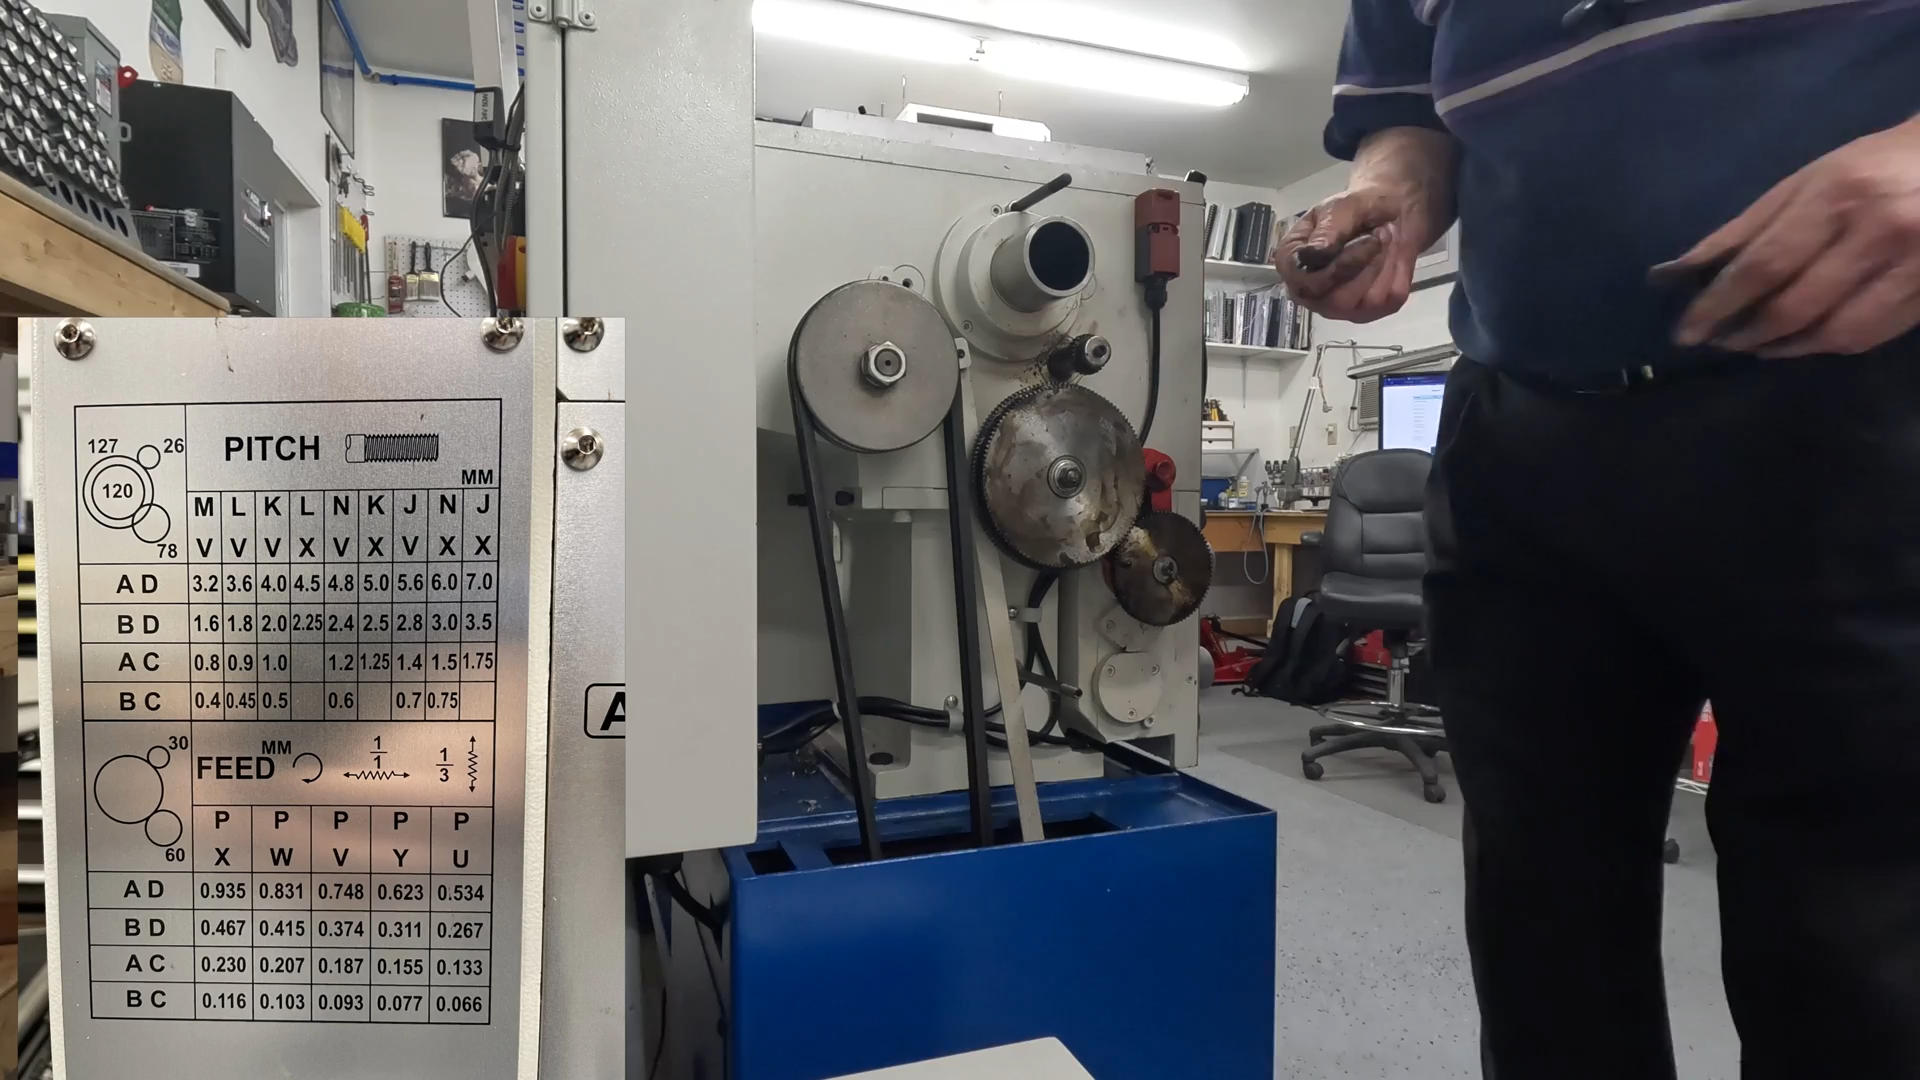 127
26
120
78
PITCH
MM
M L K L N K J N J
V V V X V X V X X
A D 3.2 3.6 4.0 4.5 4.8 5.0 5.6 6.0 7.0
B D 1.6 1.8 2.0 2.25 2.4 2.5 2.8 3.0 3.5
A C 0.8 0.9 1.0 1.2 1.25 1.4 1.5 1.75
B C 0.4 0.45 0.5 0.6 0.7 0.75
30
60
FEED MM 1/1 1/3
P P P P P
X W V Y U
A D 0.935 0.831 0.748 0.623 0.534
B D 0.467 0.415 0.374 0.311 0.267
A C 0.230 0.207 0.187 0.155 0.133
B C 0.116 0.103 0.093 0.077 0.066
A